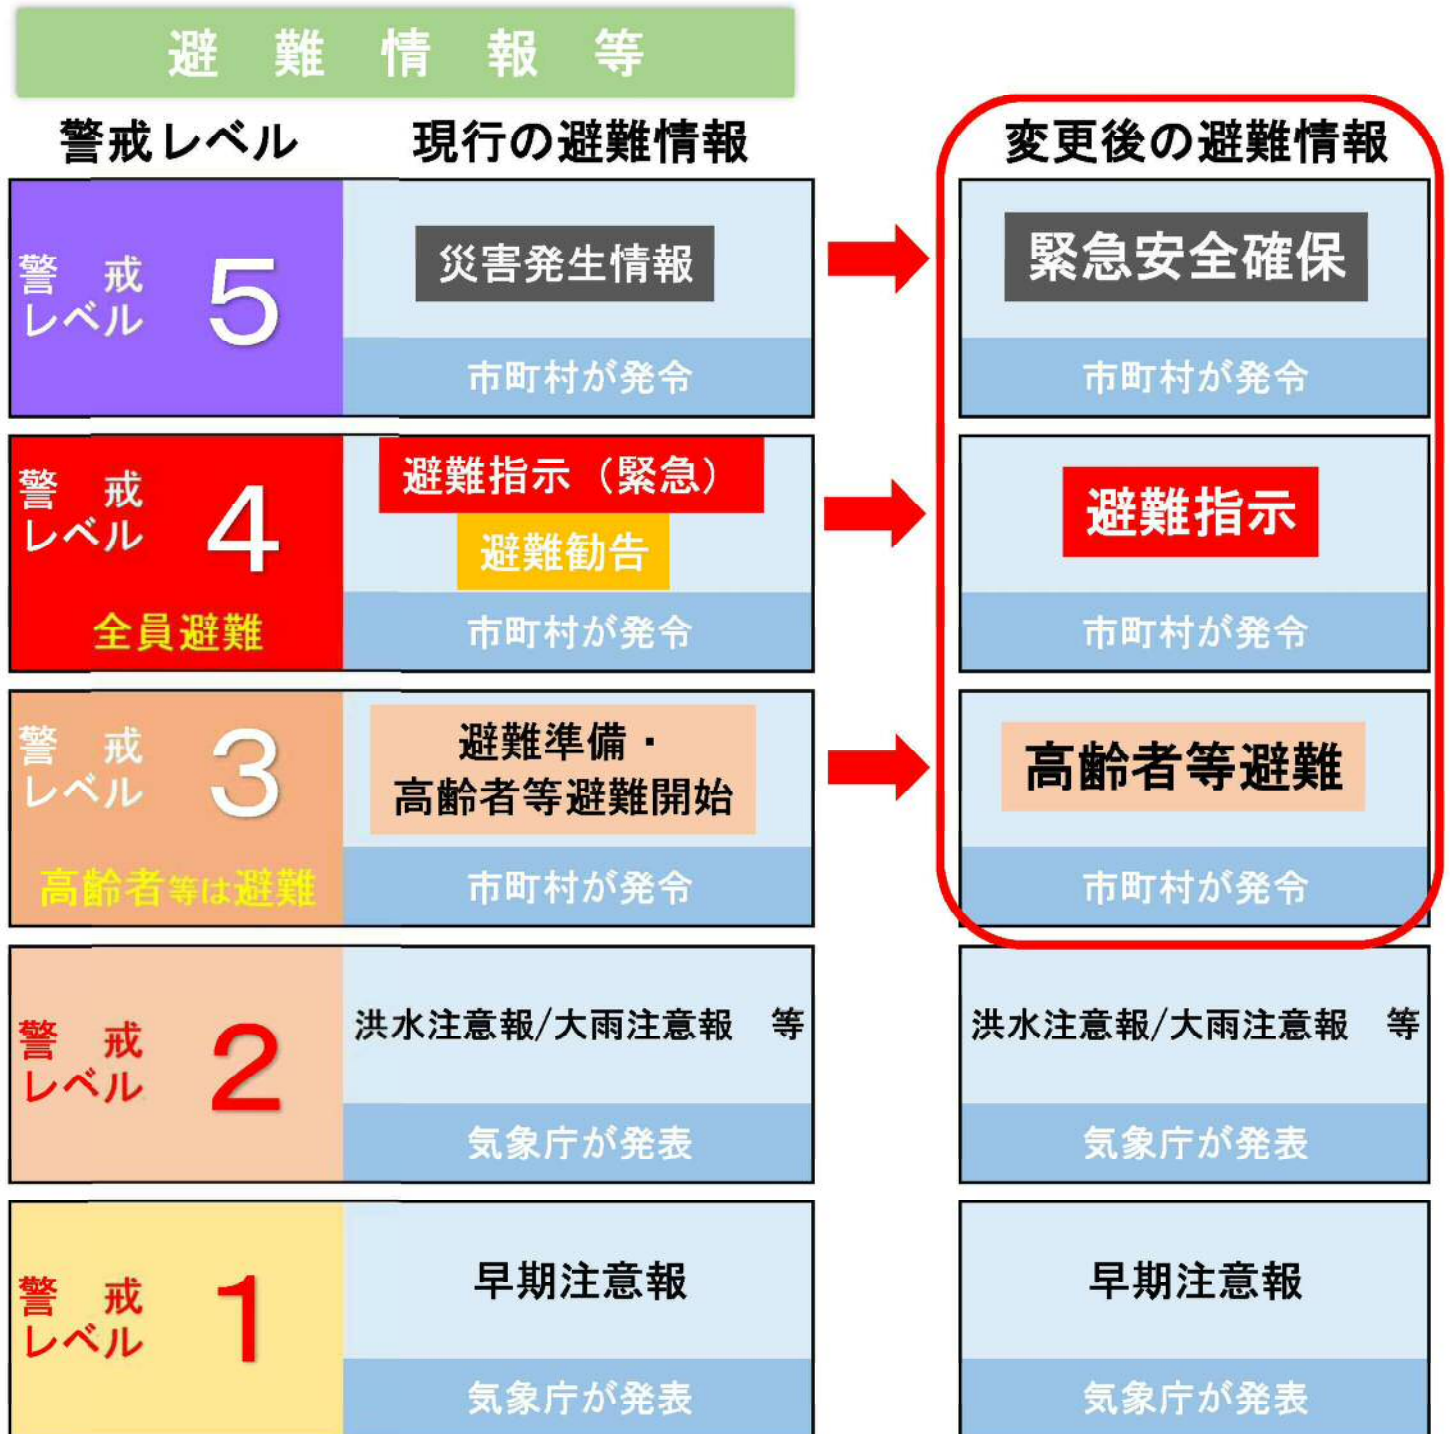 避難情報等
警戒レベル 現行の避難情報 変更後の避難情報
警戒
レベル
5
災害発生情報
市町村が発令
緊急安全確保
市町村が発令
警戒
レベル
4
全員避難
避難指示（緊急）
避難勧告
市町村が発令
避難指示
市町村が発令
警戒
レベル
3
高齢者等は避難
避難準備・
高齢者等避難開始
市町村が発令
高齢者等避難
市町村が発令
警戒
レベル
2
洪水注意報/大雨注意報　等
気象庁が発表
洪水注意報/大雨注意報　等
気象庁が発表
警戒
レベル
1
早期注意報
気象庁が発表
早期注意報
気象庁が発表